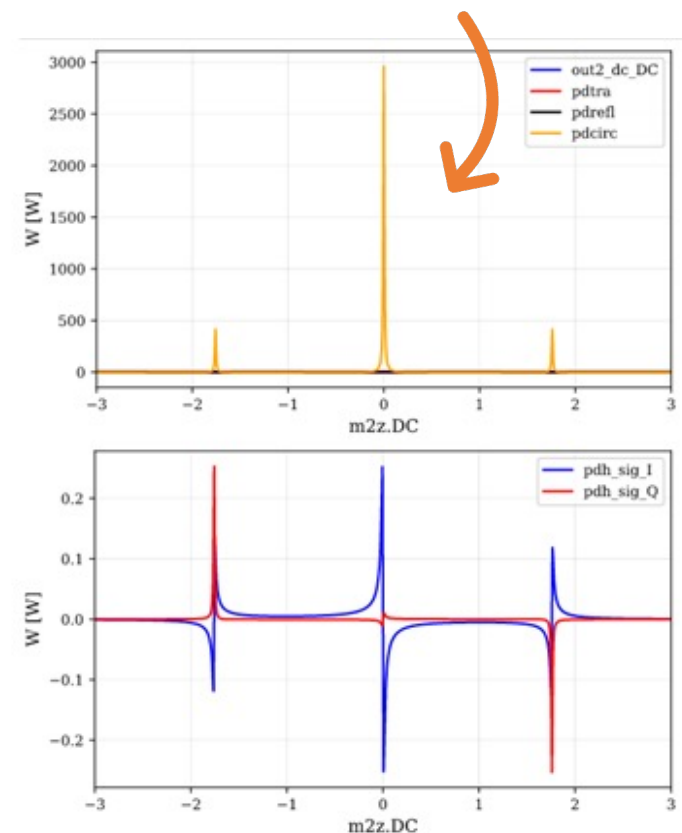 3000
2500
2000
1500
1000
500
0
W [W]
out2_dc_DC
pdtra
pdrefl
pdcirc
−3 −2 −1 0 1 2 3
m2z.DC
0.2
0.1
0.0
−0.1
−0.2
W [W]
pdh_sig_I
pdh_sig_Q
−3 −2 −1 0 1 2 3
m2z.DC